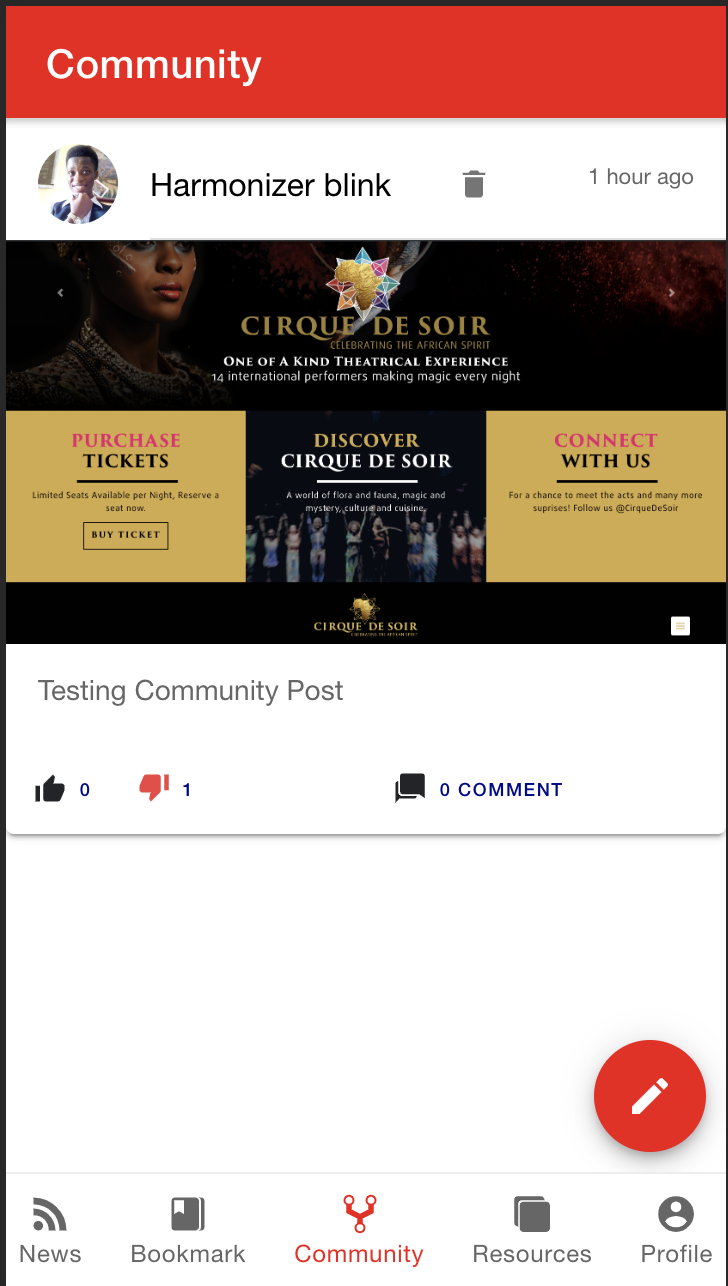 Community
Harmonizer blink
1 hour ago
CIRQUE DE SOIR
CELEBRATING THE AFRICAN SPIRIT
ONE OF A KIND THEATRICAL EXPERIENCE
14 international performers making magic every night
PURCHASE
TICKETS
Limited Seats Available per Night, Reserve a
seat now.
BUY TICKET
DISCOVER
CIRQUE DE SOIR
A world of flora and fauna, magic and
mystery, culture and cuisine.
CONNECT
WITH US
For a chance to meet the acts and many more
suprises! Follow us @CirqueDeSoir
CIRQUE DE SOIR
CELEBRATING THE AFRICAN SPIRIT
Testing Community Post
0
1
0 COMMENT
News
Bookmark
Community
Resources
Profile